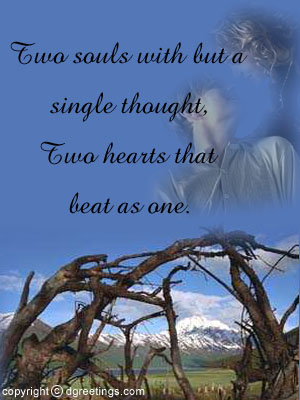 Two souls with but a
single thought,
Two hearts that
beat as one.
copyright © dgreetings.com